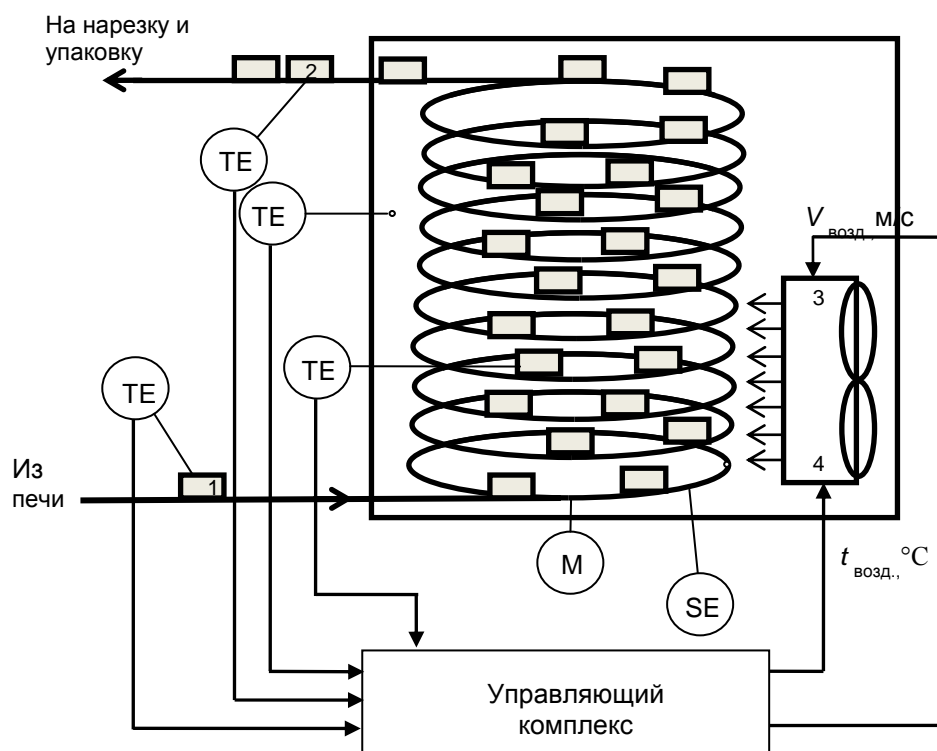 На нарезку и
упаковку
2
TE
TE
V возд., м/с
3
TE
TE
4
Из
печи
1
M
t возд., °C
SE
Управляющий
комплекс